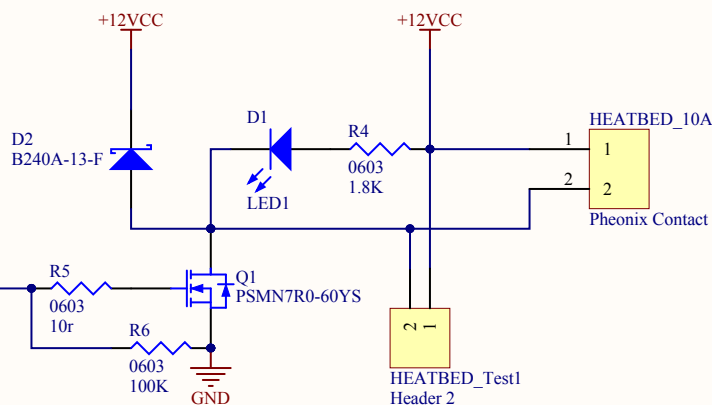 +12VCC
+12VCC
D2
B240A-13-F
D1
LED1
R4
0603
1.8K
HEATBED_10A
1
1
2
2
Pheonix Contact
R5
0603
10r
Q1
PSMN7R0-60YS
R6
0603
100K
GND
2
1
HEATBED_Test1
Header 2